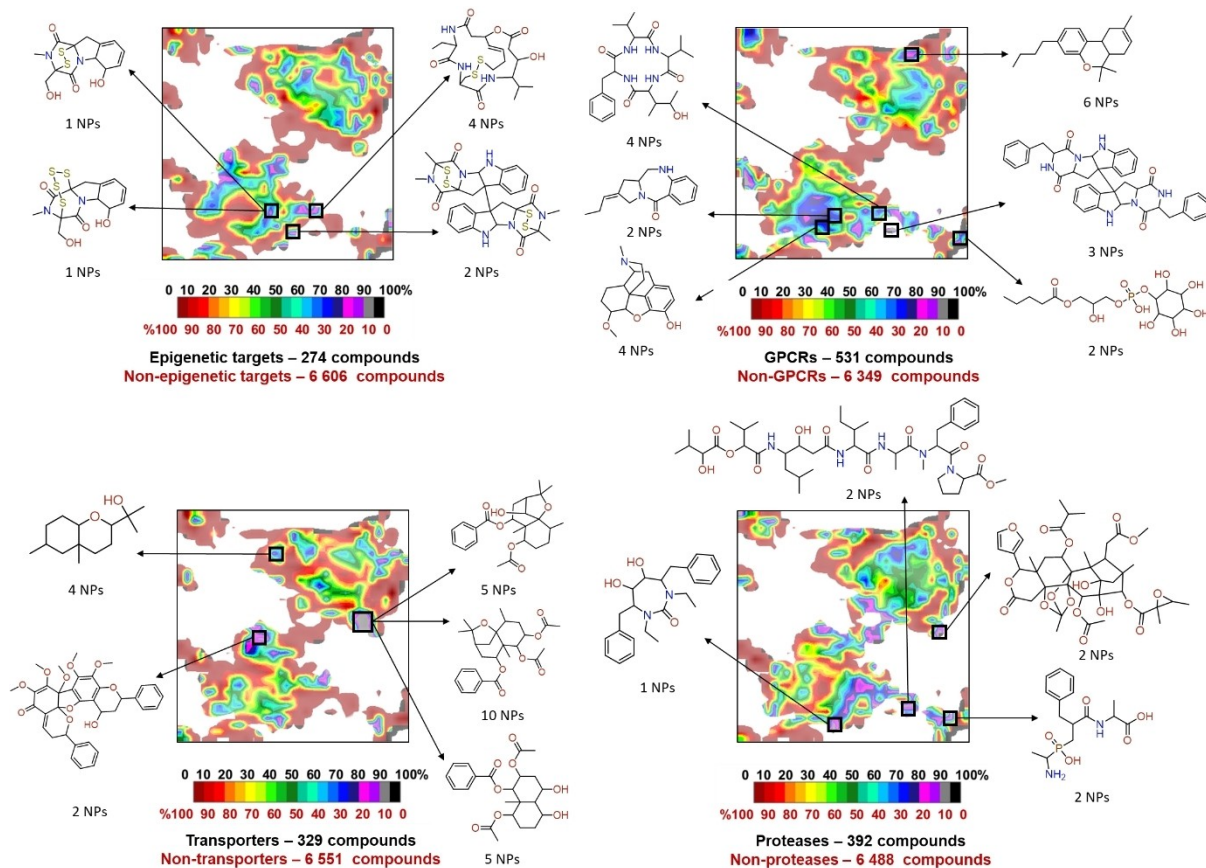 1 NPs
4 NPs
1 NPs
2 NPs
0 10 20 30 40 50 60 70 80 90 100%
%100 90 80 70 60 50 40 30 20 10 0
Epigenetic targets – 274 compounds
Non-epigenetic targets – 6 606 compounds
4 NPs
6 NPs
2 NPs
3 NPs
4 NPs
2 NPs
0 10 20 30 40 50 60 70 80 90 100%
%100 90 80 70 60 50 40 30 20 10 0
GPCRs – 531 compounds
Non-GPCRs – 6 349 compounds
4 NPs
5 NPs
10 NPs
2 NPs
5 NPs
0 10 20 30 40 50 60 70 80 90 100%
%100 90 80 70 60 50 40 30 20 10 0
Transporters – 329 compounds
Non-transporters – 6 551 compounds
2 NPs
1 NPs
2 NPs
2 NPs
0 10 20 30 40 50 60 70 80 90 100%
%100 90 80 70 60 50 40 30 20 10 0
Proteases – 392 compounds
Non-proteases – 6 488 compounds